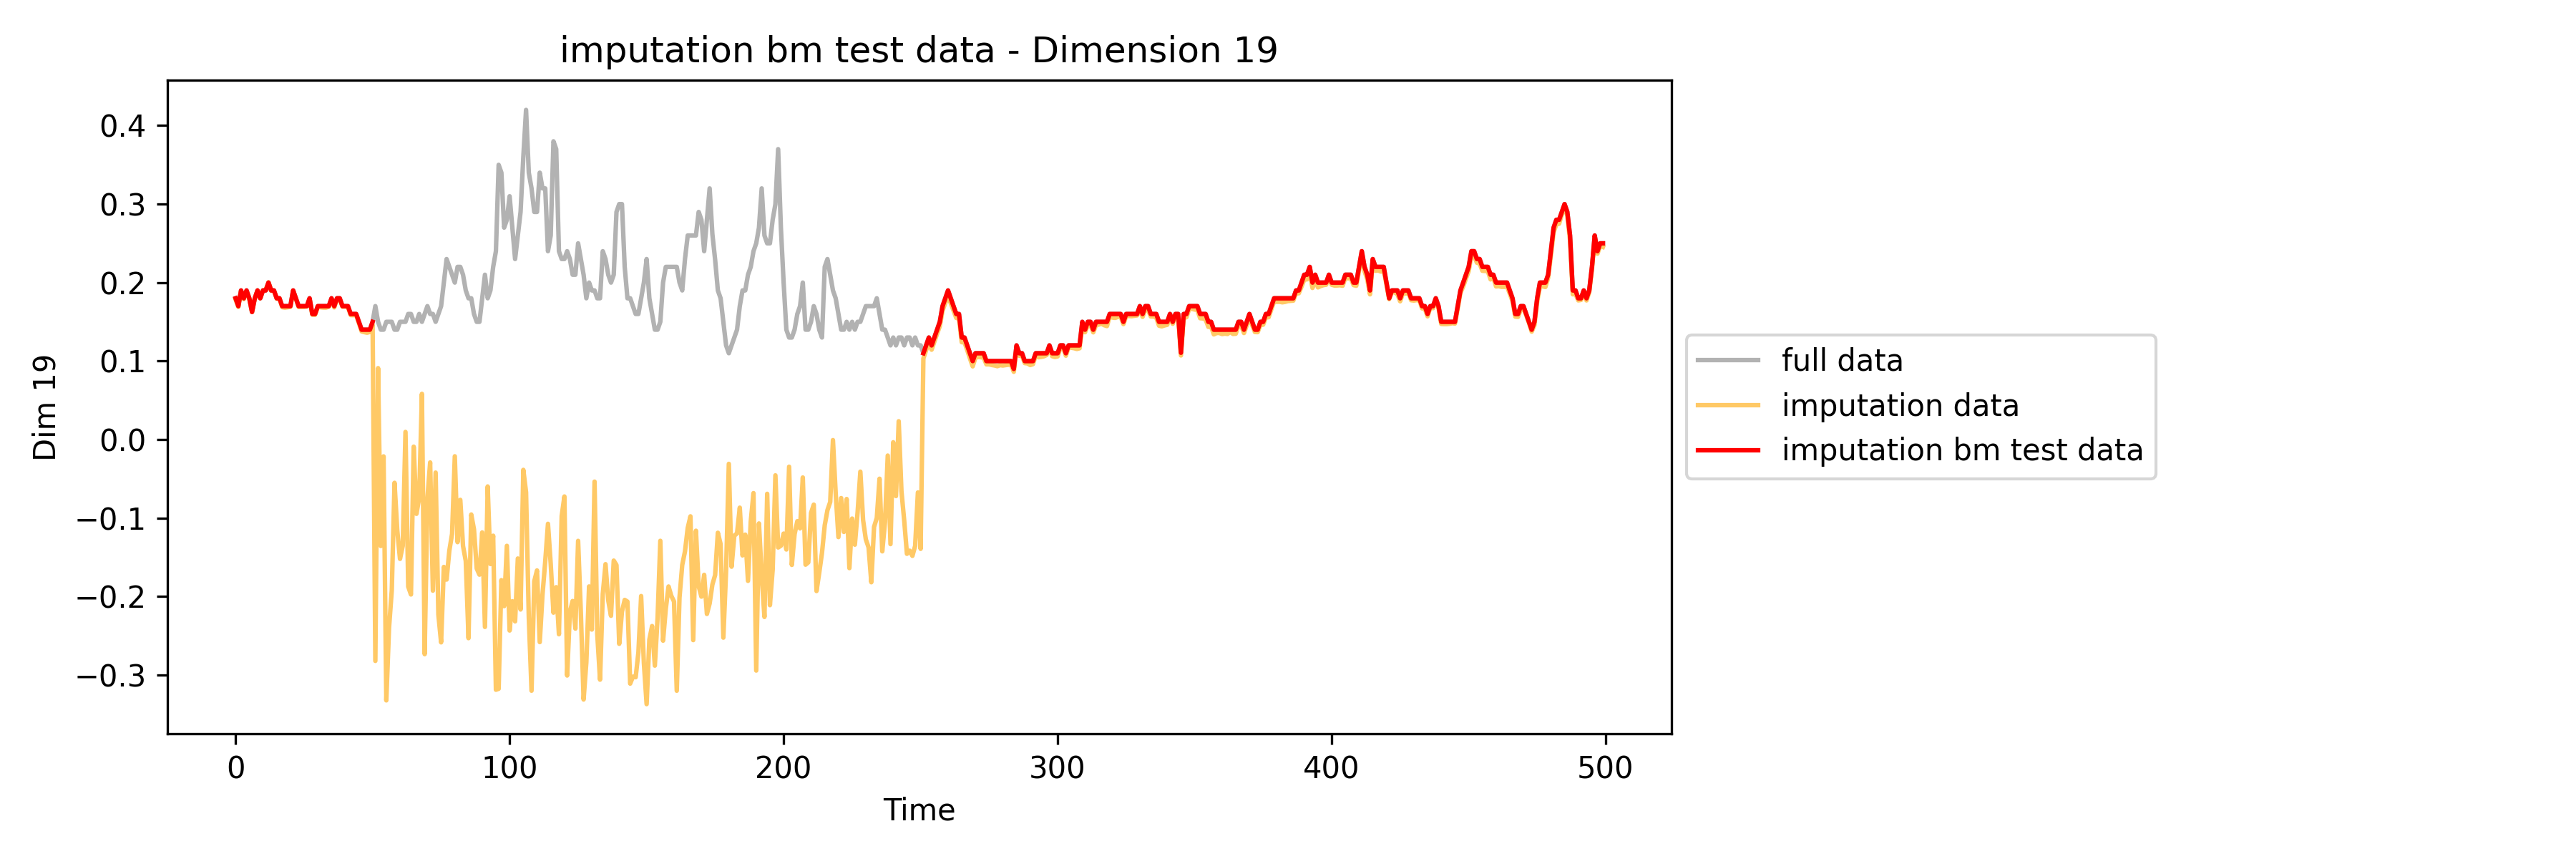 imputation bm test data - Dimension 19
0.4
0.3
0.2
0.1
0.0
−0.1
−0.2
−0.3
Dim 19
0 100 200 300 400 500
Time
full data
imputation data
imputation bm test data